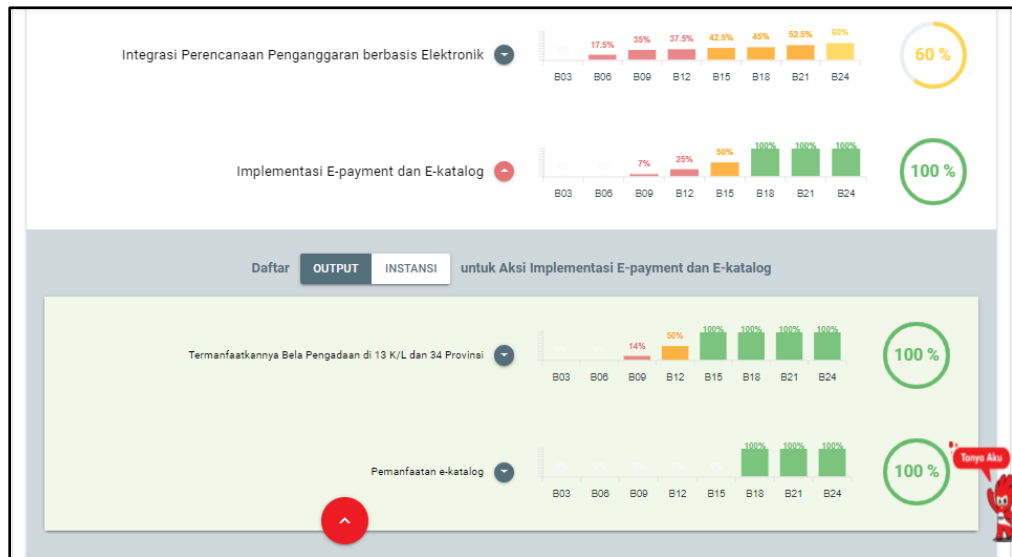 Integrasi Perencanaan Penganggaran berbasis Elektronik
17.5% 35% 37.5% 42.5% 45% 52.5% 60%
B03 B06 B09 B12 B15 B18 B21 B24
60 %
Implementasi E-payment dan E-katalog
7% 25% 50% 100% 100% 100%
B03 B06 B09 B12 B15 B18 B21 B24
100 %
Daftar OUTPUT INSTANSI untuk Aksi Implementasi E-payment dan E-katalog
Termanfaatkannya Bela Pengadaan di 13 K/L dan 34 Provinsi
14% 50% 100% 100% 100% 100%
B03 B06 B09 B12 B15 B18 B21 B24
100 %
Pemanfaatan e-katalog
100% 100% 100%
B03 B06 B09 B12 B15 B18 B21 B24
100 %
Tanya Aku